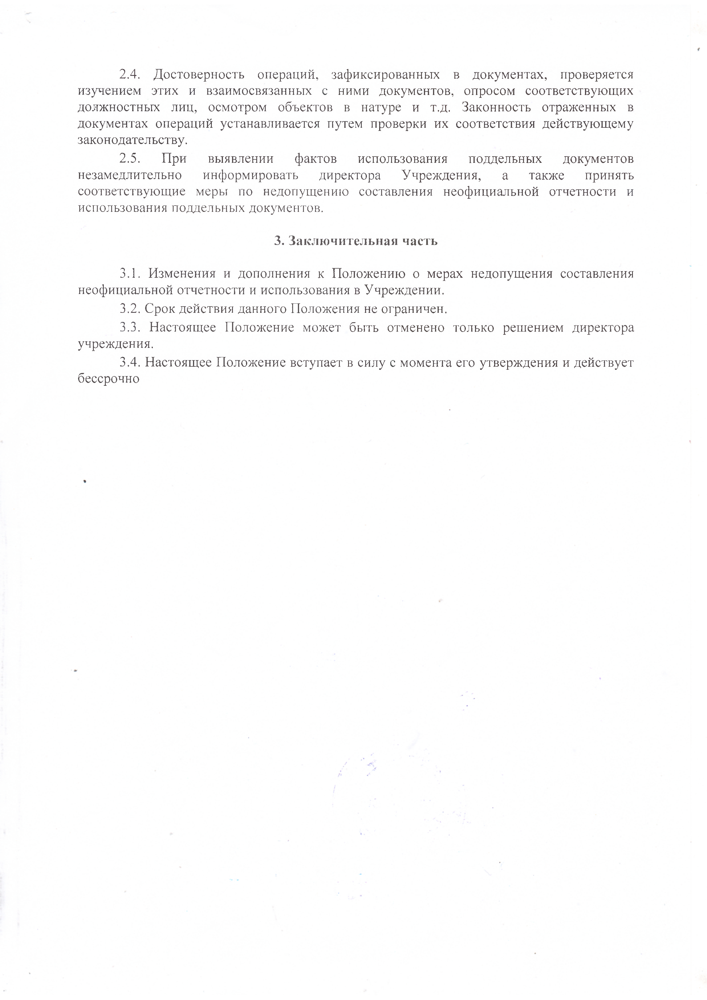 2.4. Достоверность операций, зафиксированных в документах, проверяется
изучением этих и взаимосвязанных с ними документов, опросом соответствующих
должностных лиц, осмотром объектов в натуре и т.д. Законность отраженных в
документах операций устанавливается путем проверки их соответствия действующему
законодательству.
2.5. При выявлении фактов использования поддельных документов
незамедлительно информировать директора Учреждения, а также принять
соответствующие меры по недопущению составления неофициальной отчетности и
использования поддельных документов.
3. Заключительная часть
3.1. Изменения и дополнения к Положению о мерах недопущения составления
неофициальной отчетности и использования в Учреждении.
3.2. Срок действия данного Положения не ограничен.
3.3. Настоящее Положение может быть отменено только решением директора
учреждения.
3.4. Настоящее Положение вступает в силу с момента его утверждения и действует
бессрочно